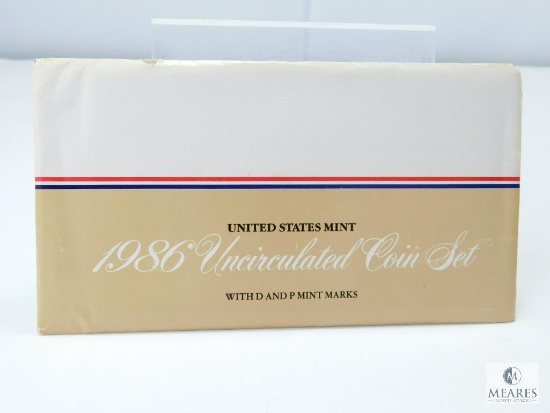 UNITED STATES MINT
1986 Uncirculated Coin Set
WITH D AND P MINT MARKS
M
MEARES